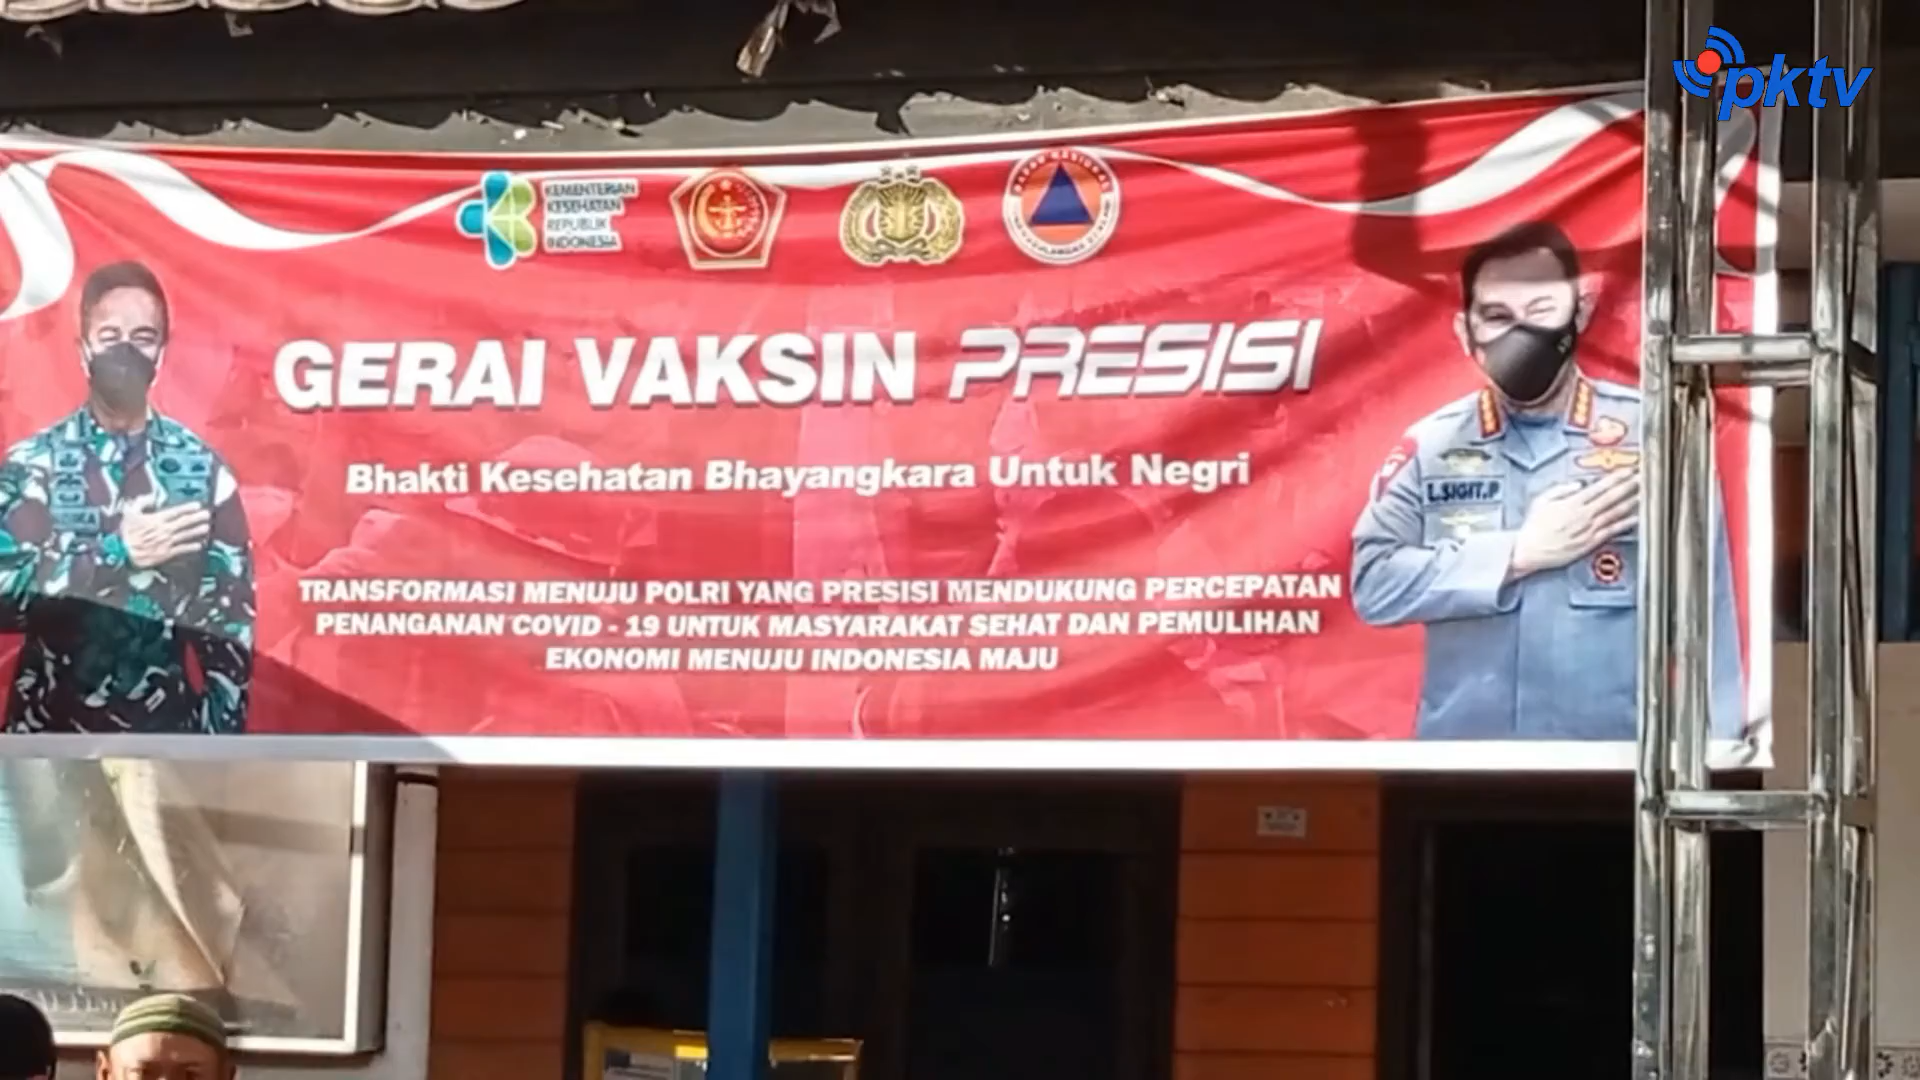 pktv
KEMENTERIAN
KESEHATAN
REPUBLIK
INDONESIA
GERAI VAKSIN PRESISI
Bhakti Kesehatan Bhayangkara Untuk Negri
L.SIGIT.P
TRANSFORMASI MENUJU POLRI YANG PRESISI MENDUKUNG PERCEPATAN
PENANGANAN COVID - 19 UNTUK MASYARAKAT SEHAT DAN PEMULIHAN
EKONOMI MENUJU INDONESIA MAJU